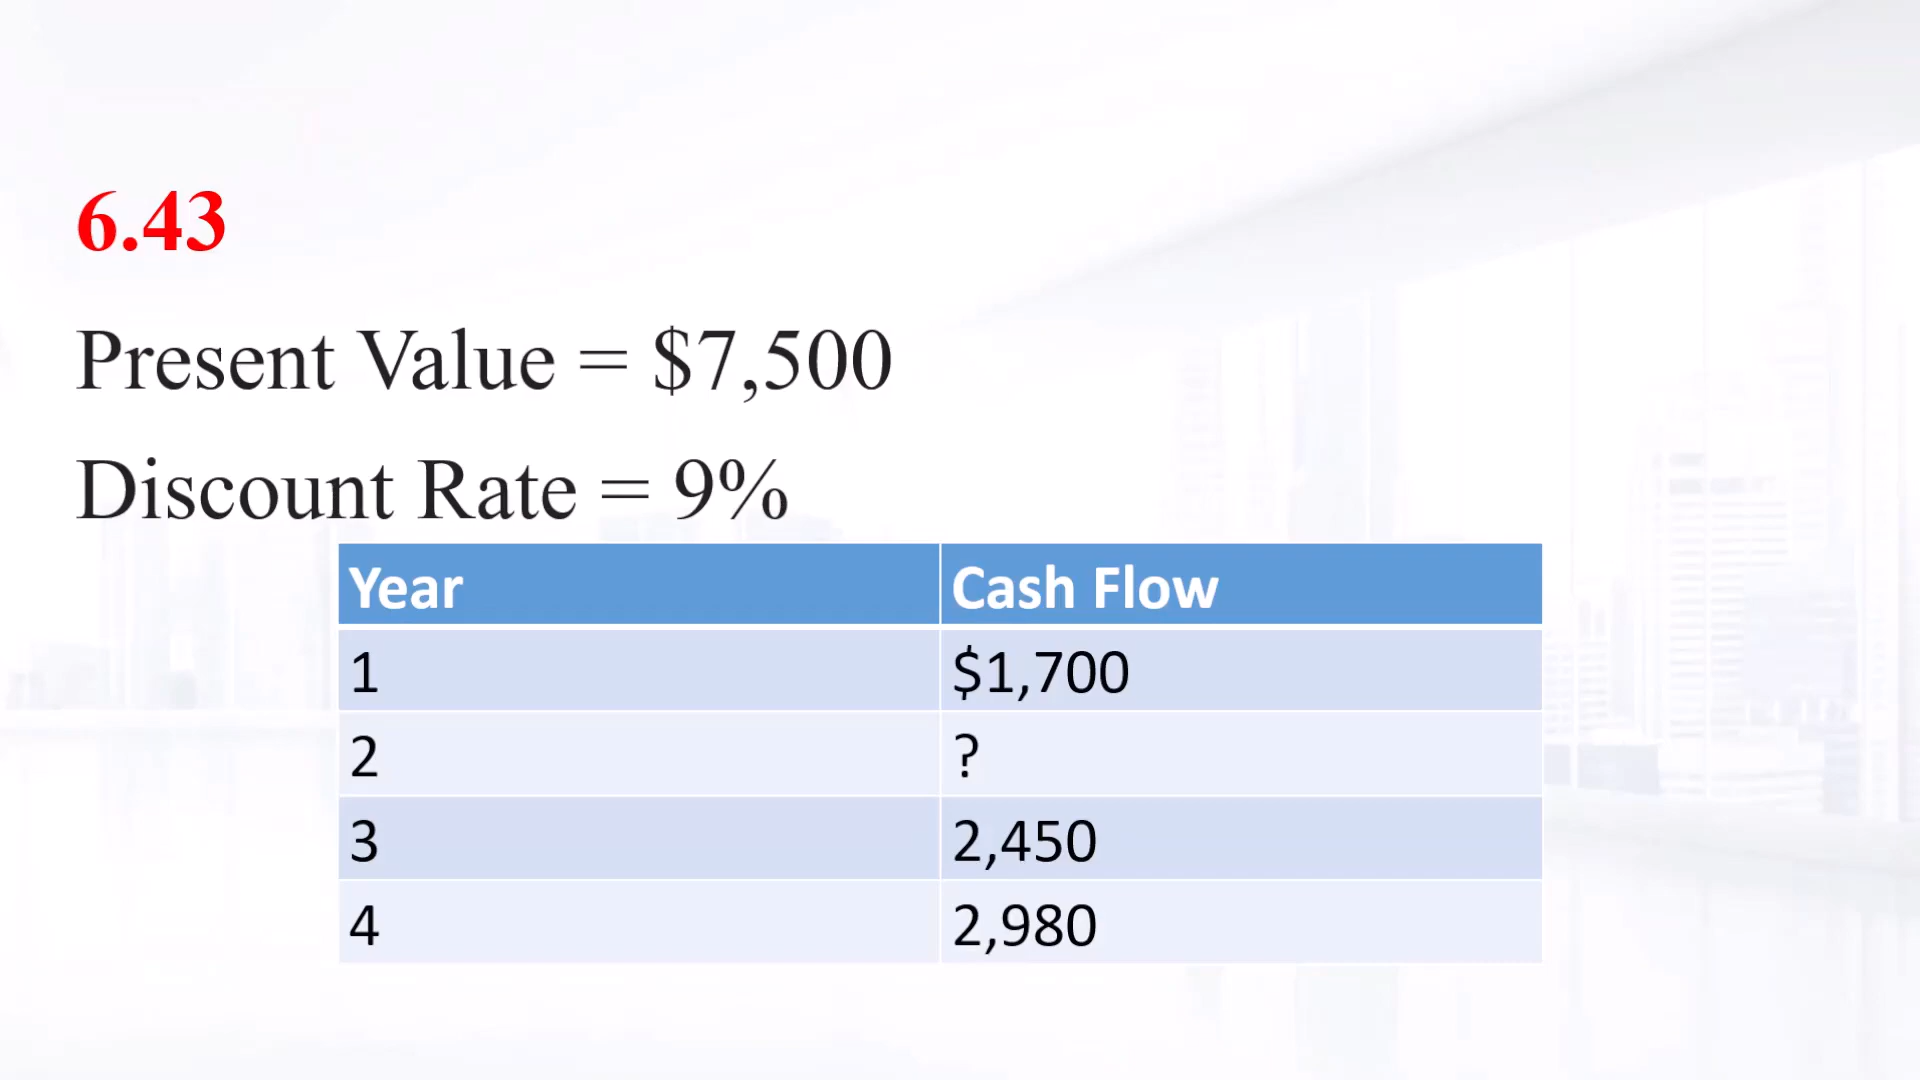 6.43
Present Value = $7,500
Discount Rate = 9%
Year Cash Flow
1 $1,700
2 ?
3 2,450
4 2,980